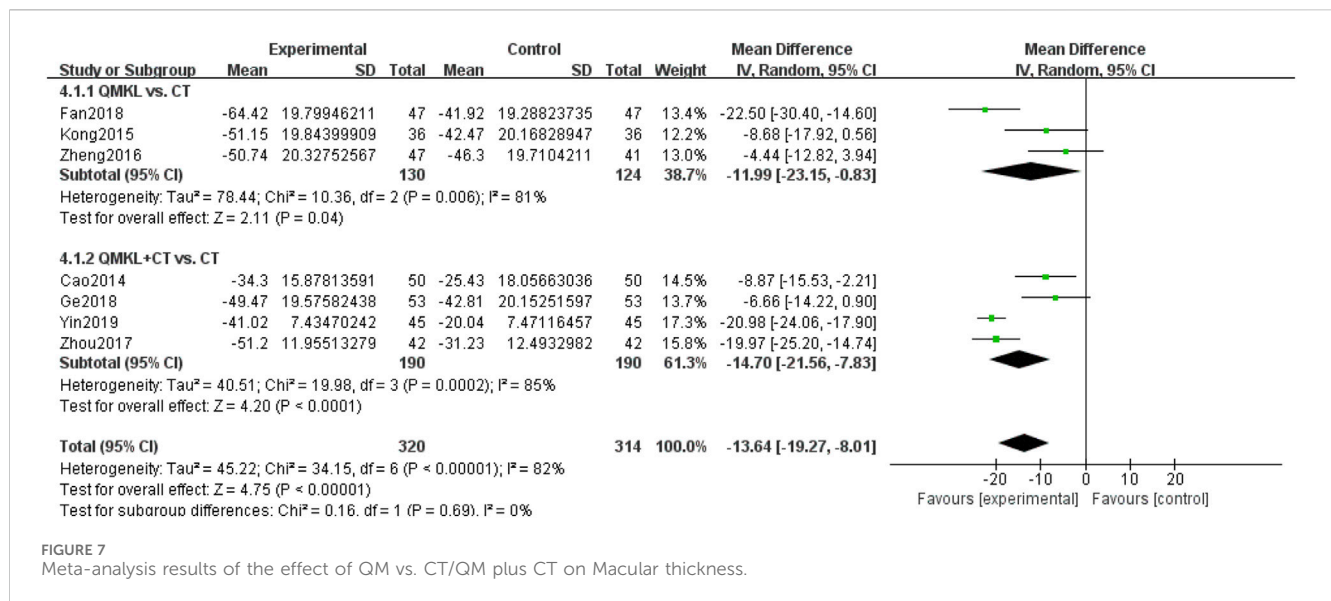 Experimental Control Mean Difference Mean Difference
Study or Subgroup Mean SD Total Mean SD Total Weight IV, Random, 95% CI IV, Random, 95% CI
4.1.1 QMKL vs. CT
Fan2018 -64.42 19.79946211 47 -41.92 19.28823735 47 13.4% -22.50 [-30.40, -14.60]
Kong2015 -51.15 19.84399909 36 -42.47 20.16828947 36 12.2% -8.68 [-17.92, 0.56]
Zheng2016 -50.74 20.32752567 47 -46.3 19.7104211 41 13.0% -4.44 [-12.82, 3.94]
Subtotal (95% CI) 130 124 38.7% -11.99 [-23.15, -0.83]
Heterogeneity: Tau² = 78.44; Chi² = 10.36, df = 2 (P = 0.006); I² = 81%
Test for overall effect: Z = 2.11 (P = 0.04)
4.1.2 QMKL+CT vs. CT
Cao2014 -34.3 15.87813591 50 -25.43 18.05663036 50 14.5% -8.87 [-15.53, -2.21]
Ge2018 -49.47 19.57582438 53 -42.81 20.15251597 53 13.7% -6.66 [-14.22, 0.90]
Yin2019 -41.02 7.43470242 45 -20.04 7.47116457 45 17.3% -20.98 [-24.06, -17.90]
Zhou2017 -51.2 11.95513279 42 -31.23 12.4932982 42 15.8% -19.97 [-25.20, -14.74]
Subtotal (95% CI) 190 190 61.3% -14.70 [-21.56, -7.83]
Heterogeneity: Tau² = 40.51; Chi² = 19.98, df = 3 (P = 0.0002); I² = 85%
Test for overall effect: Z = 4.20 (P < 0.0001)
Total (95% CI) 320 314 100.0% -13.64 [-19.27, -8.01]
Heterogeneity: Tau² = 45.22; Chi² = 34.15, df = 6 (P < 0.00001); I² = 82%
Test for overall effect: Z = 4.75 (P < 0.00001)
Test for subgroup differences: Chi² = 0.16, df = 1 (P = 0.69), I² = 0%
-20 -10 0 10 20
Favours [experimental] Favours [control]
FIGURE 7
Meta-analysis results of the effect of QM vs. CT/QM plus CT on Macular thickness.